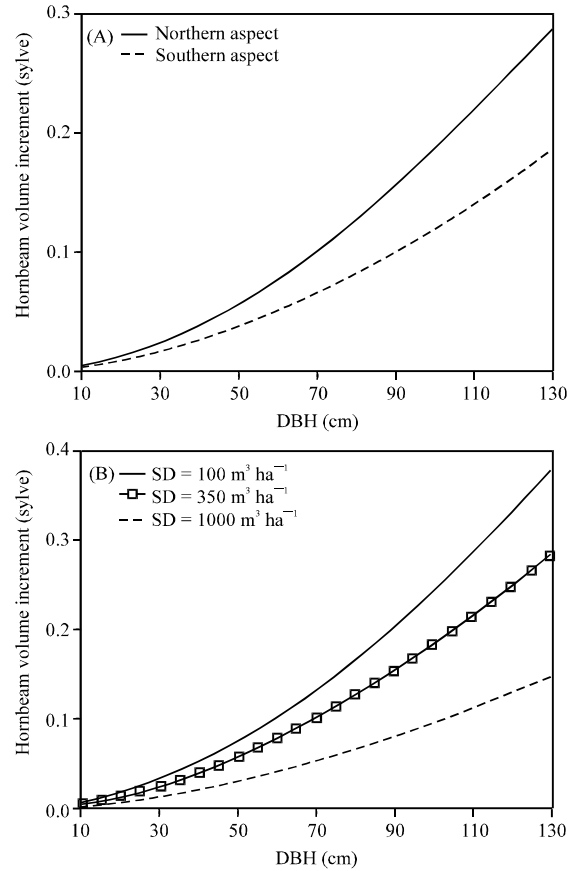 0.3
(A)
Northern aspect
Southern aspect
0.2
0.1
0.0
Hornbeam volume increment (sylve)
10 30 50 70 90 110 130
DBH (cm)
0.4
(B)
SD = 100 m³ ha⁻¹
SD = 350 m³ ha⁻¹
SD = 1000 m³ ha⁻¹
0.3
0.2
0.1
0.0
Hornbeam volume increment (sylve)
10 30 50 70 90 110 130
DBH (cm)